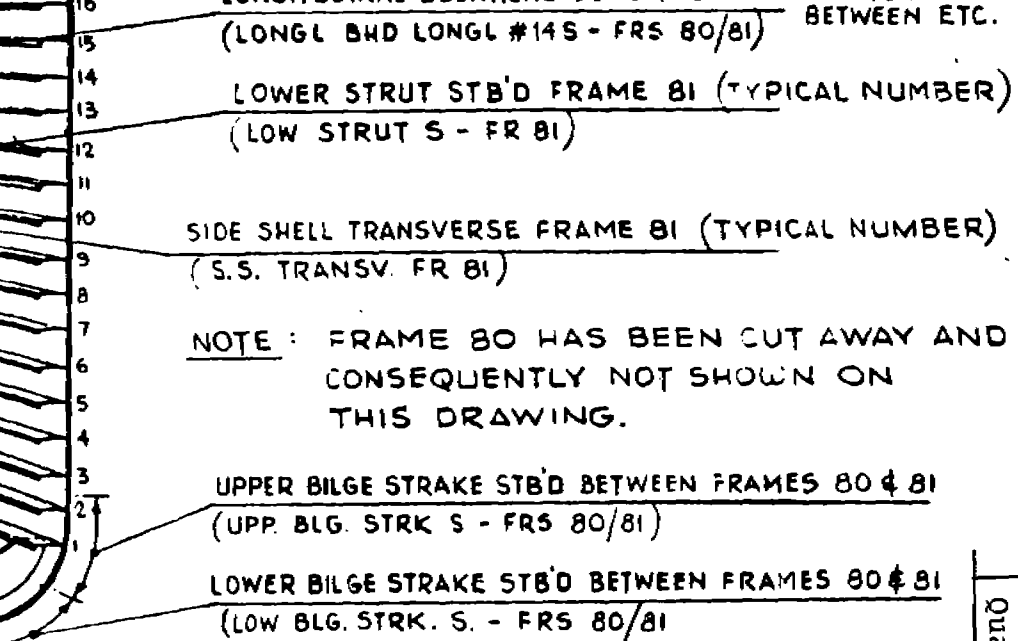 16
BETWEEN ETC.
15
(LONGL BHD LONGL #14S - FRS 80/81)
14
LOWER STRUT STB'D FRAME 81 (TYPICAL NUMBER)
13
(LOW STRUT S - FR 81)
12
11
10
SIDE SHELL TRANSVERSE FRAME 81 (TYPICAL NUMBER)
9
(S.S. TRANSV. FR 81)
8
7
NOTE : FRAME 80 HAS BEEN CUT AWAY AND
6
CONSEQUENTLY NOT SHOWN ON
5
THIS DRAWING.
4
3
UPPER BILGE STRAKE STB'D BETWEEN FRAMES 80 & 81
2
(UPP. BLG. STRK S - FRS 80/81)
1
LOWER BILGE STRAKE STB'D BETWEEN FRAMES 80 & 81
(LOW BLG. STRK. S. - FRS 80/81